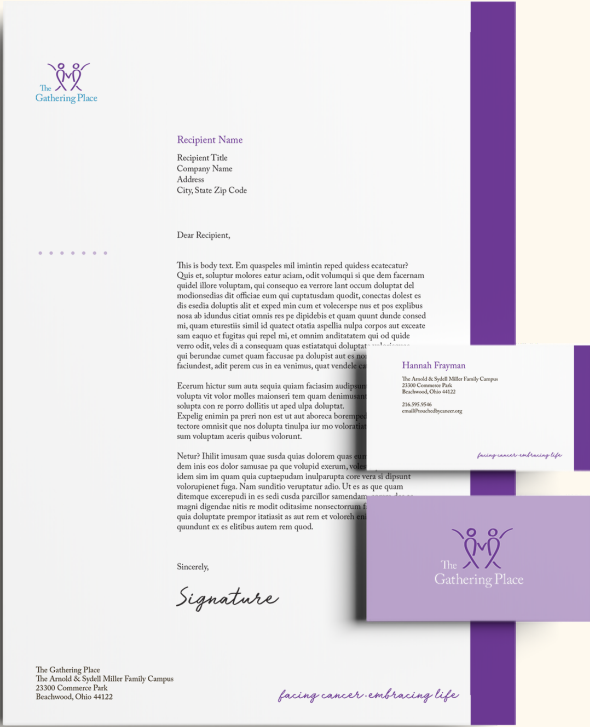 The
Gathering Place
Recipient Name
Recipient Title
Company Name
Address
City, State Zip Code
Dear Recipient,
This is body text. Em quaspeles mil imintin reped quidess ecatecatur?
Quis et, soluptur molores eatur aciam, odit volumqui si que dem facernam
quidel illore voluptam, qui consequo ea verrore lant occum doluptat del
modionsedias dit officiae eum qui cuptatusdam quodit, conectas dolest es
dis esedia doluptis alit et exped min cum et volecerspe nus et pos explibus
nosa ab idundus citiat omnis res pe dipidebis et quam quunt dunde consed
mi, quam eturestiis simil id quatect otatia aspellia nulpa corpos aut exceate
sam eaquo et fugitas qui repel mi, et omnim anditatem qui od quide
verro odit, veles di a consequam quas estiatatqui doluptat
qui berundae cumet quam faccusae pa dolupist aut es nos
faciundest, adit perem cus in ea venimus, quat vendele
Ecerum hictur sum auta sequia quiam faciasim
volupta vit volor molles maionseri tem quam
solupta con re porro dollitis ut aped ulpa doluptat.
Expelig enimin pa preri non est ut aut aboreca
tectore omnisit que nos dolupta tinulpa iur mo
sum voluptam aceris quibus volorunt.
Netur? Ihilit imusam quae susda quias dolorem quas
dem inis eos dolor samusae pa que volupid exerum,
idem sim im quam quia cuptaepudam inulparupta core vera si dipsunt
volorupienet fuga. Nam sunditio veruptatur adio. Ut es as que quam
ditemque excerepudi in es sedi cusda parcillor samendam
magni digendae nitis re modit oditasime nonsectorrum
quia doluptate prempor itatiasit as aut rem et voloreh
quundunt ex es elitibus autem rem quod.
Sincerely,
Signature
The Gathering Place
The Arnold & Sydell Miller Family Campus
23300 Commerce Park
Beachwood, Ohio 44122
facing cancer·embracing life
Hannah Frayman
The Arnold & Sydell Miller Family Campus
23300 Commerce Park
Beachwood, Ohio 44122
216.595.9546
email@touchedbycancer.org
facing cancer·embracing life
The
Gathering Place